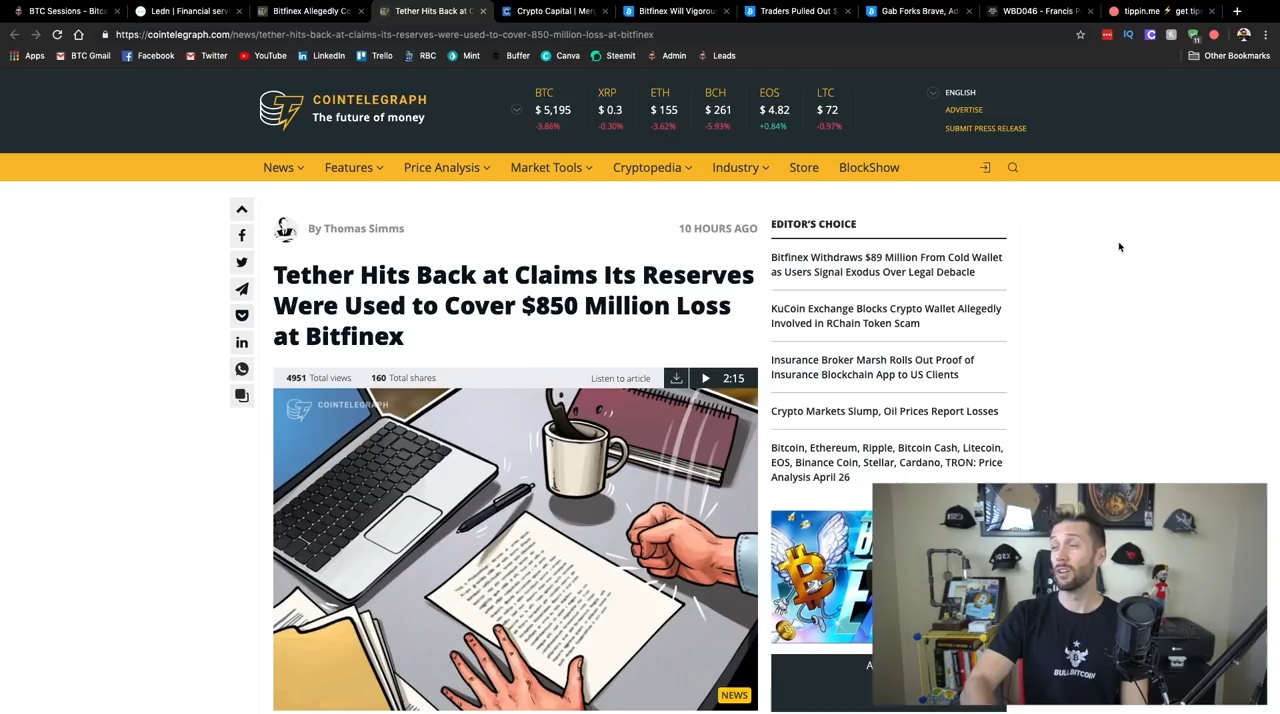 BTC Sessions - Bitco
Ledn | Financial serv
Bitfinex Allegedly Co
Tether Hits Back at C
Crypto Capital | Mer
Bitfinex Will Vigorou
Traders Pulled Out $
Gab Forks Brave, Ad
WBD046 - Francis P
tippin.me ⚡ get tip
https://cointelegraph.com/news/tether-hits-back-at-claims-its-reserves-were-used-to-cover-850-million-loss-at-bitfinex
IQ
11
Apps
BTC Gmail
Facebook
Twitter
YouTube
LinkedIn
Trello
RBC
Mint
Buffer
Canva
Steemit
Admin
Leads
Other Bookmarks
COINTELEGRAPH
The future of money
BTC XRP ETH BCH EOS LTC
$ 5,195 $ 0.3 $ 155 $ 261 $ 4.82 $ 72
-3.86% -0.30% -3.62% -5.93% +0.84% -0.97%
ENGLISH
ADVERTISE
SUBMIT PRESS RELEASE
News Features Price Analysis Market Tools Cryptopedia Industry Store BlockShow
By Thomas Simms
10 HOURS AGO
Tether Hits Back at Claims Its Reserves
Were Used to Cover $850 Million Loss
at Bitfinex
4951 Total views 160 Total shares Listen to article 2:15
COINTELEGRAPH
NEWS
EDITOR'S CHOICE
Bitfinex Withdraws $89 Million From Cold Wallet
as Users Signal Exodus Over Legal Debacle
KuCoin Exchange Blocks Crypto Wallet Allegedly
Involved in RChain Token Scam
Insurance Broker Marsh Rolls Out Proof of
Insurance Blockchain App to US Clients
Crypto Markets Slump, Oil Prices Report Losses
Bitcoin, Ethereum, Ripple, Bitcoin Cash, Litecoin,
EOS, Binance Coin, Stellar, Cardano, TRON: Price
Analysis April 26
A
BULLBITCOIN